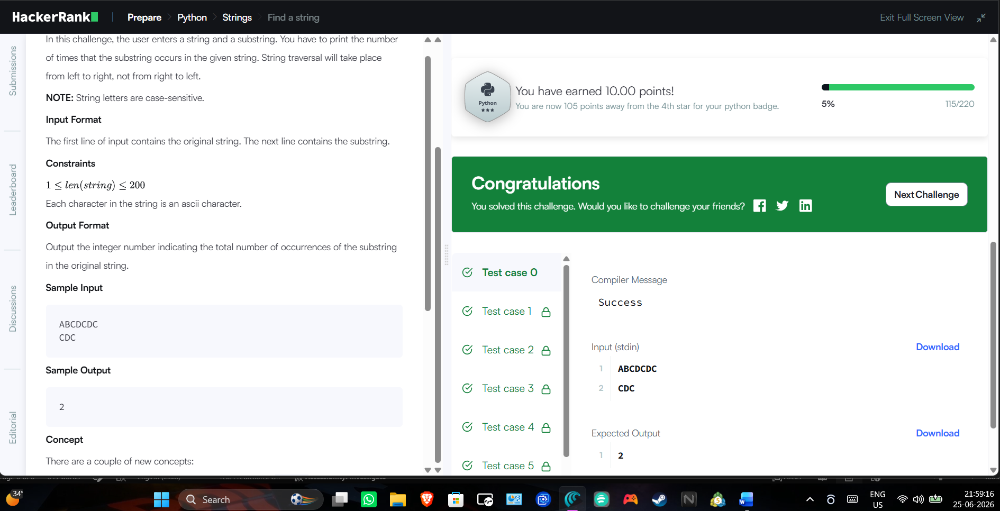 HackerRank
Prepare
Python
Strings
Find a string
Exit Full Screen View
Submissions
Leaderboard
Discussions
Editorial
In this challenge, the user enters a string and a substring. You have to print the number
of times that the substring occurs in the given string. String traversal will take place
from left to right, not from right to left.
NOTE: String letters are case-sensitive.
Input Format
The first line of input contains the original string. The next line contains the substring.
Constraints
1 ≤ len(string) ≤ 200
Each character in the string is an ascii character.
Output Format
Output the integer number indicating the total number of occurrences of the substring
in the original string.
Sample Input
ABCDCDC
CDC
Sample Output
2
Concept
There are a couple of new concepts:
Python
You have earned 10.00 points!
You are now 105 points away from the 4th star for your python badge.
5%
115/220
Congratulations
You solved this challenge. Would you like to challenge your friends?
Next Challenge
Test case 0
Test case 1
Test case 2
Test case 3
Test case 4
Test case 5
Compiler Message
Success
Input (stdin)
Download
1 ABCDCDC
2 CDC
Expected Output
Download
1 2
34°
Search
ENG
US
21:59:16
25-06-2026